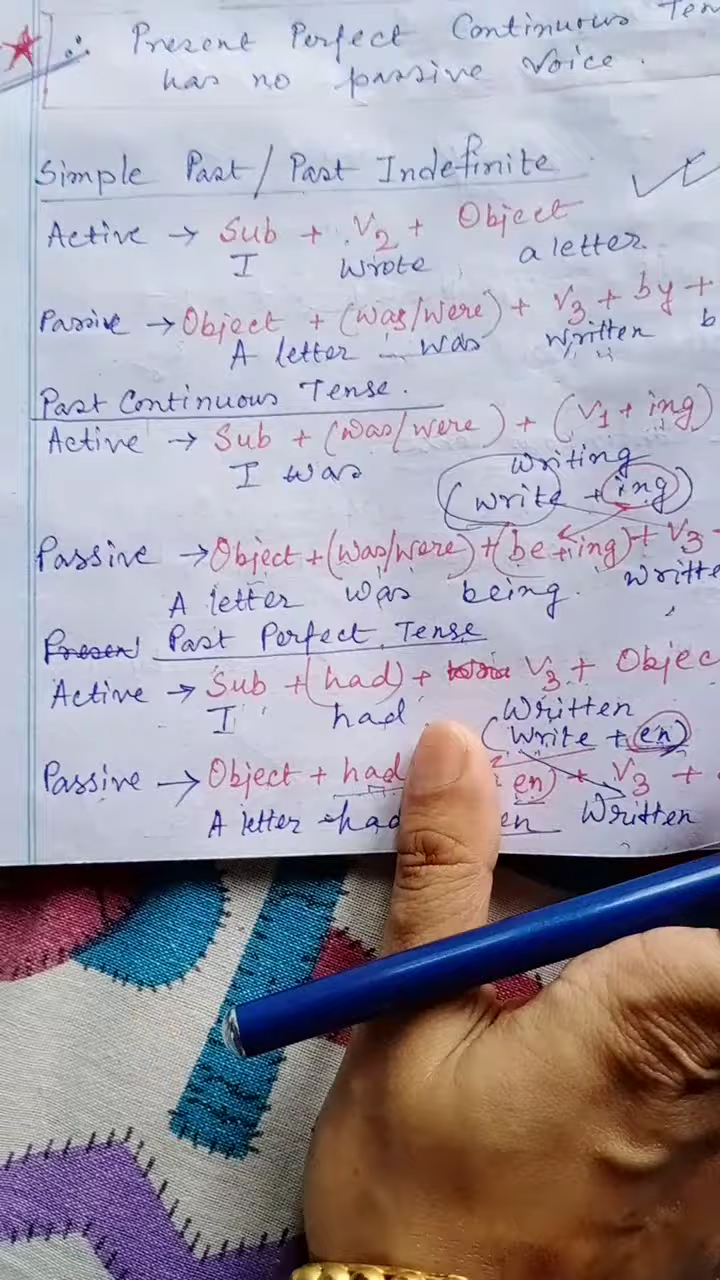 ∴ Present Perfect Continuous Ten
has no passive voice.
Simple Past / Past Indefinite
Active → Sub + V2 + Object
I wrote a letter
Passive → Object + (was/were) + V3 + by +
A letter was written b
Past Continuous Tense.
Active → Sub + (was/were) + (V1 + ing)
I was writing
(write + ing)
Passive → Object + (was/were) + (be + ing) + V3
A letter was being writte
Present Past Perfect Tense
Active → Sub + (had) + V3 + Objec
I had written
(write + en)
Passive → Object + had en) + V3 +
A letter had en written